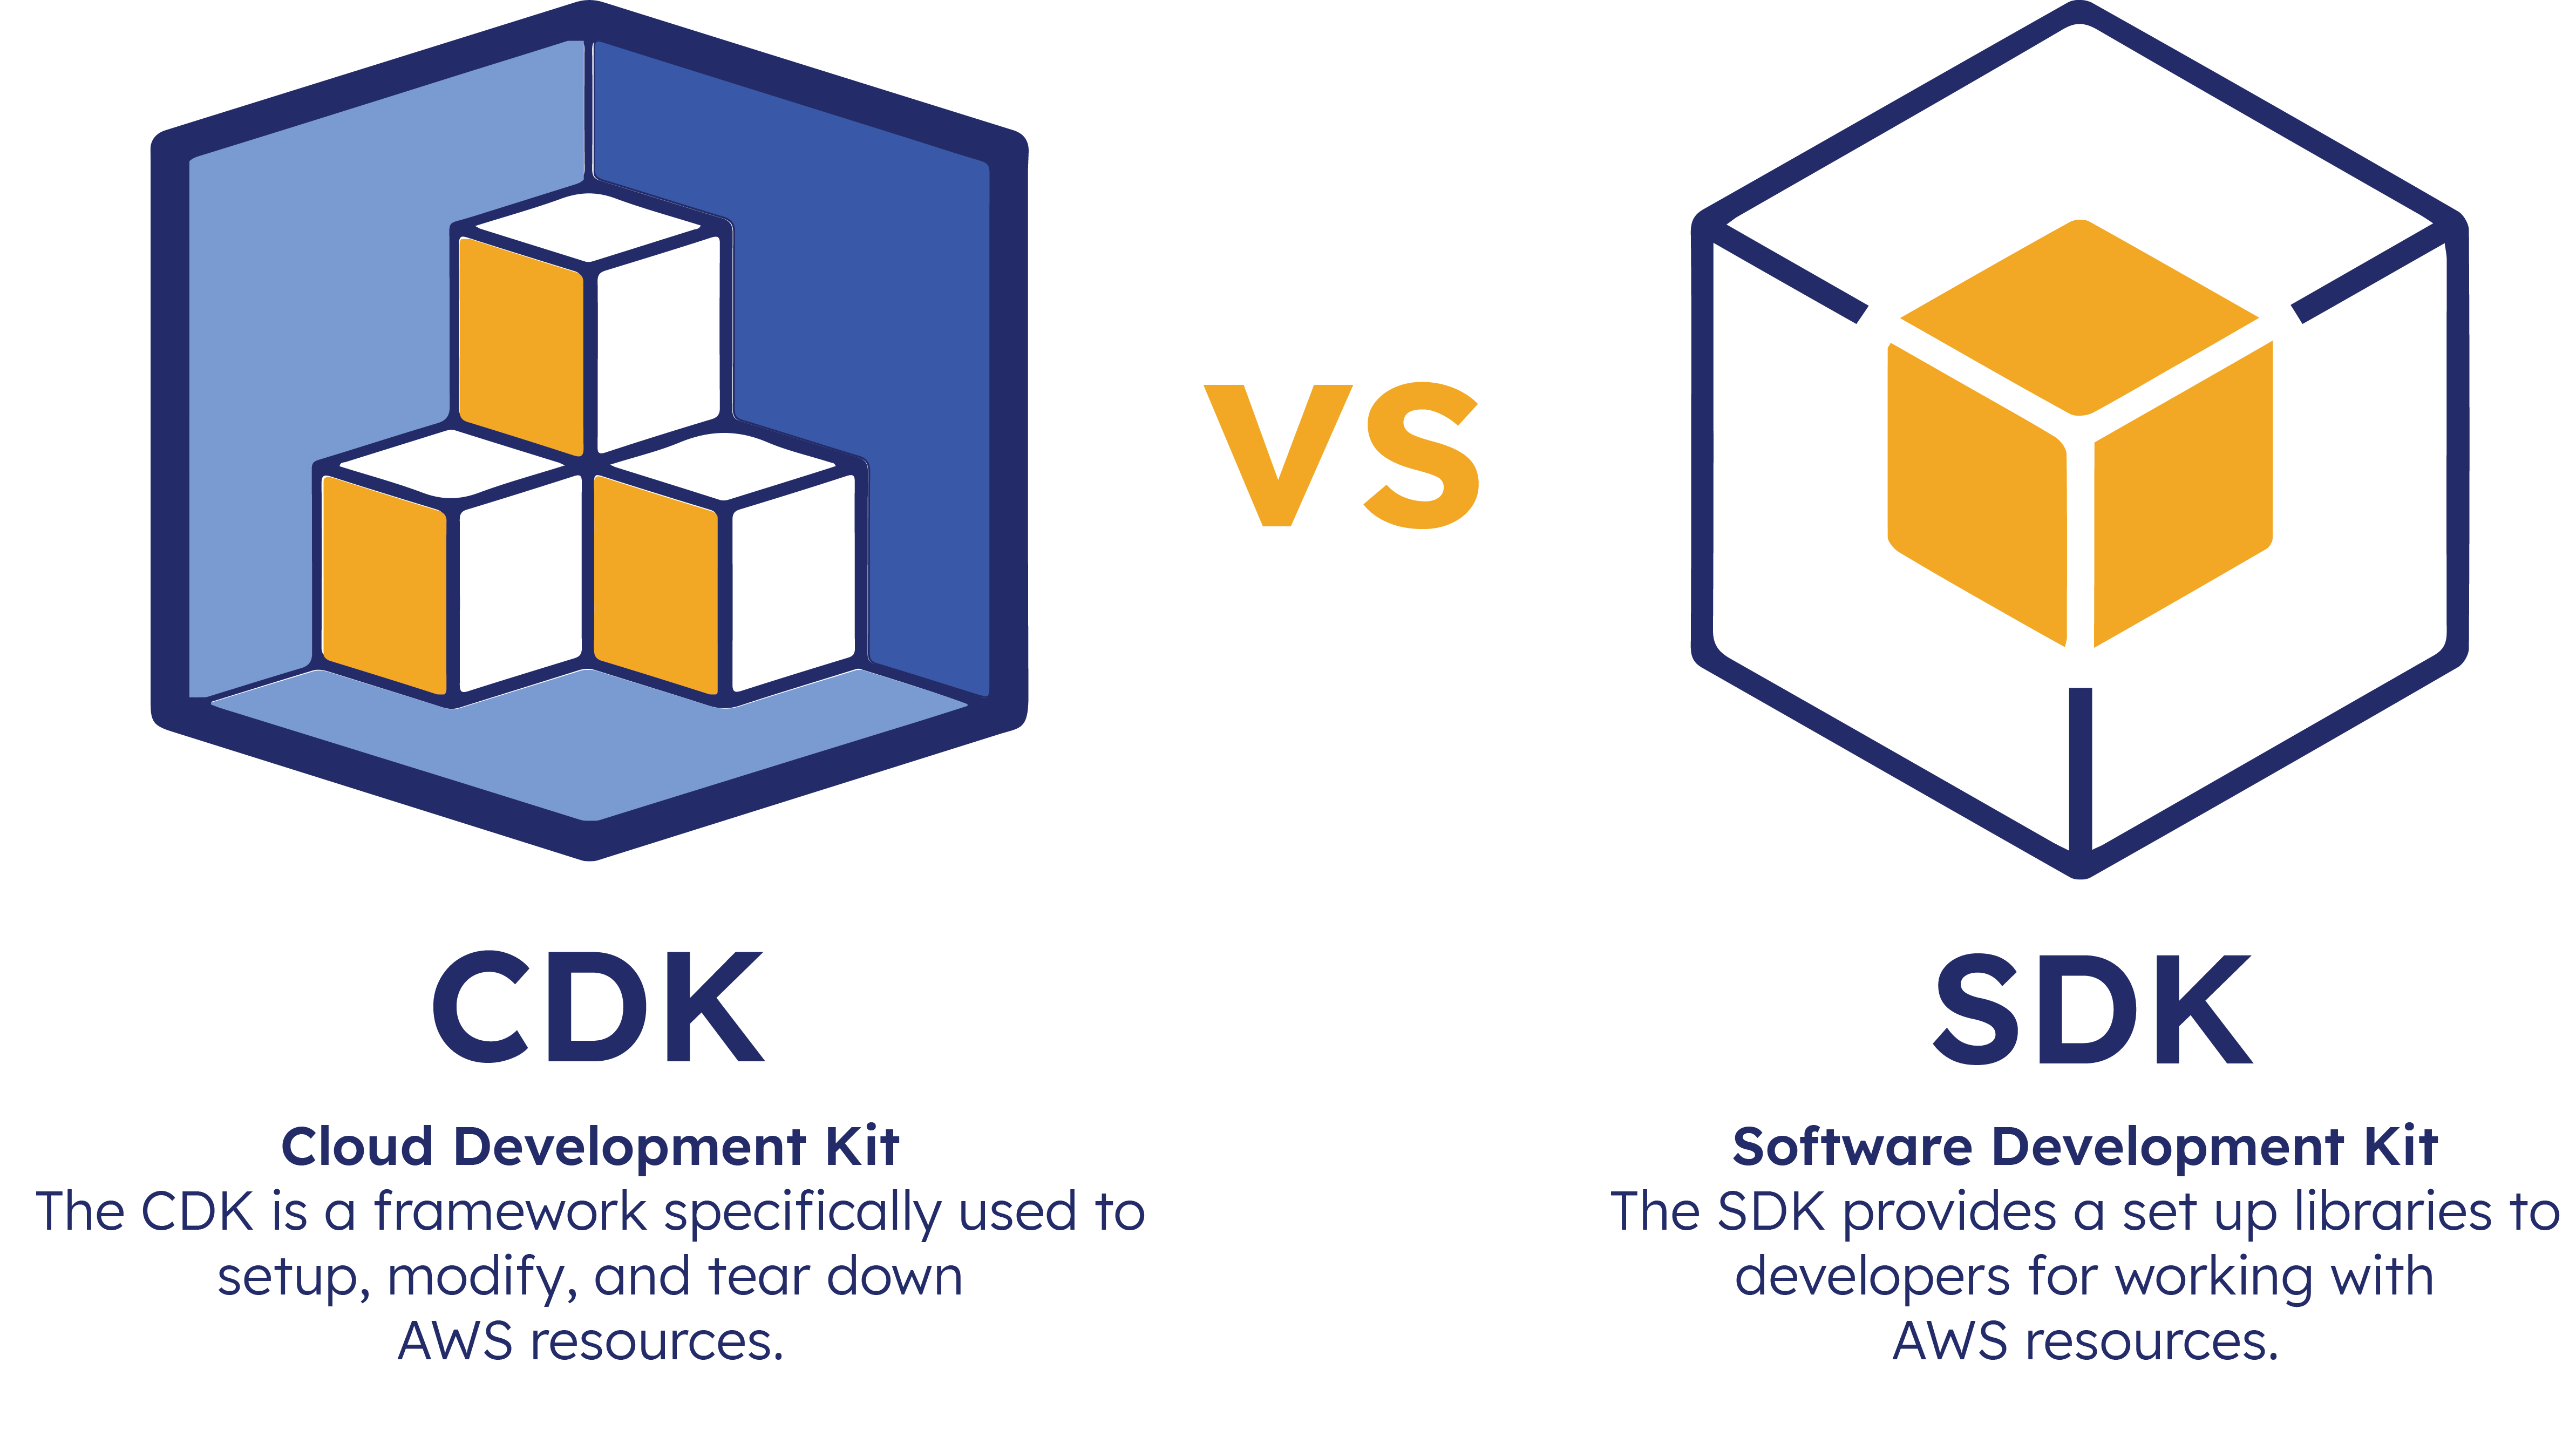 VS
CDK
Cloud Development Kit
The CDK is a framework specifically used to
setup, modify, and tear down
AWS resources.
SDK
Software Development Kit
The SDK provides a set up libraries to
developers for working with
AWS resources.